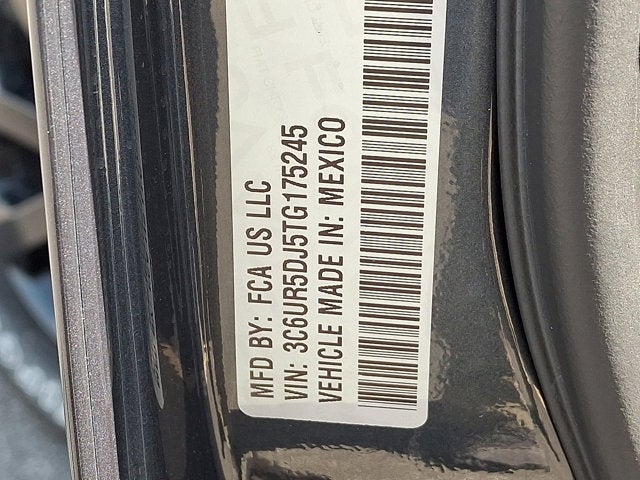 MFD BY: FCA US LLC
VIN: 3C6UR5DJ5TG175245
VEHICLE MADE IN: MEXICO